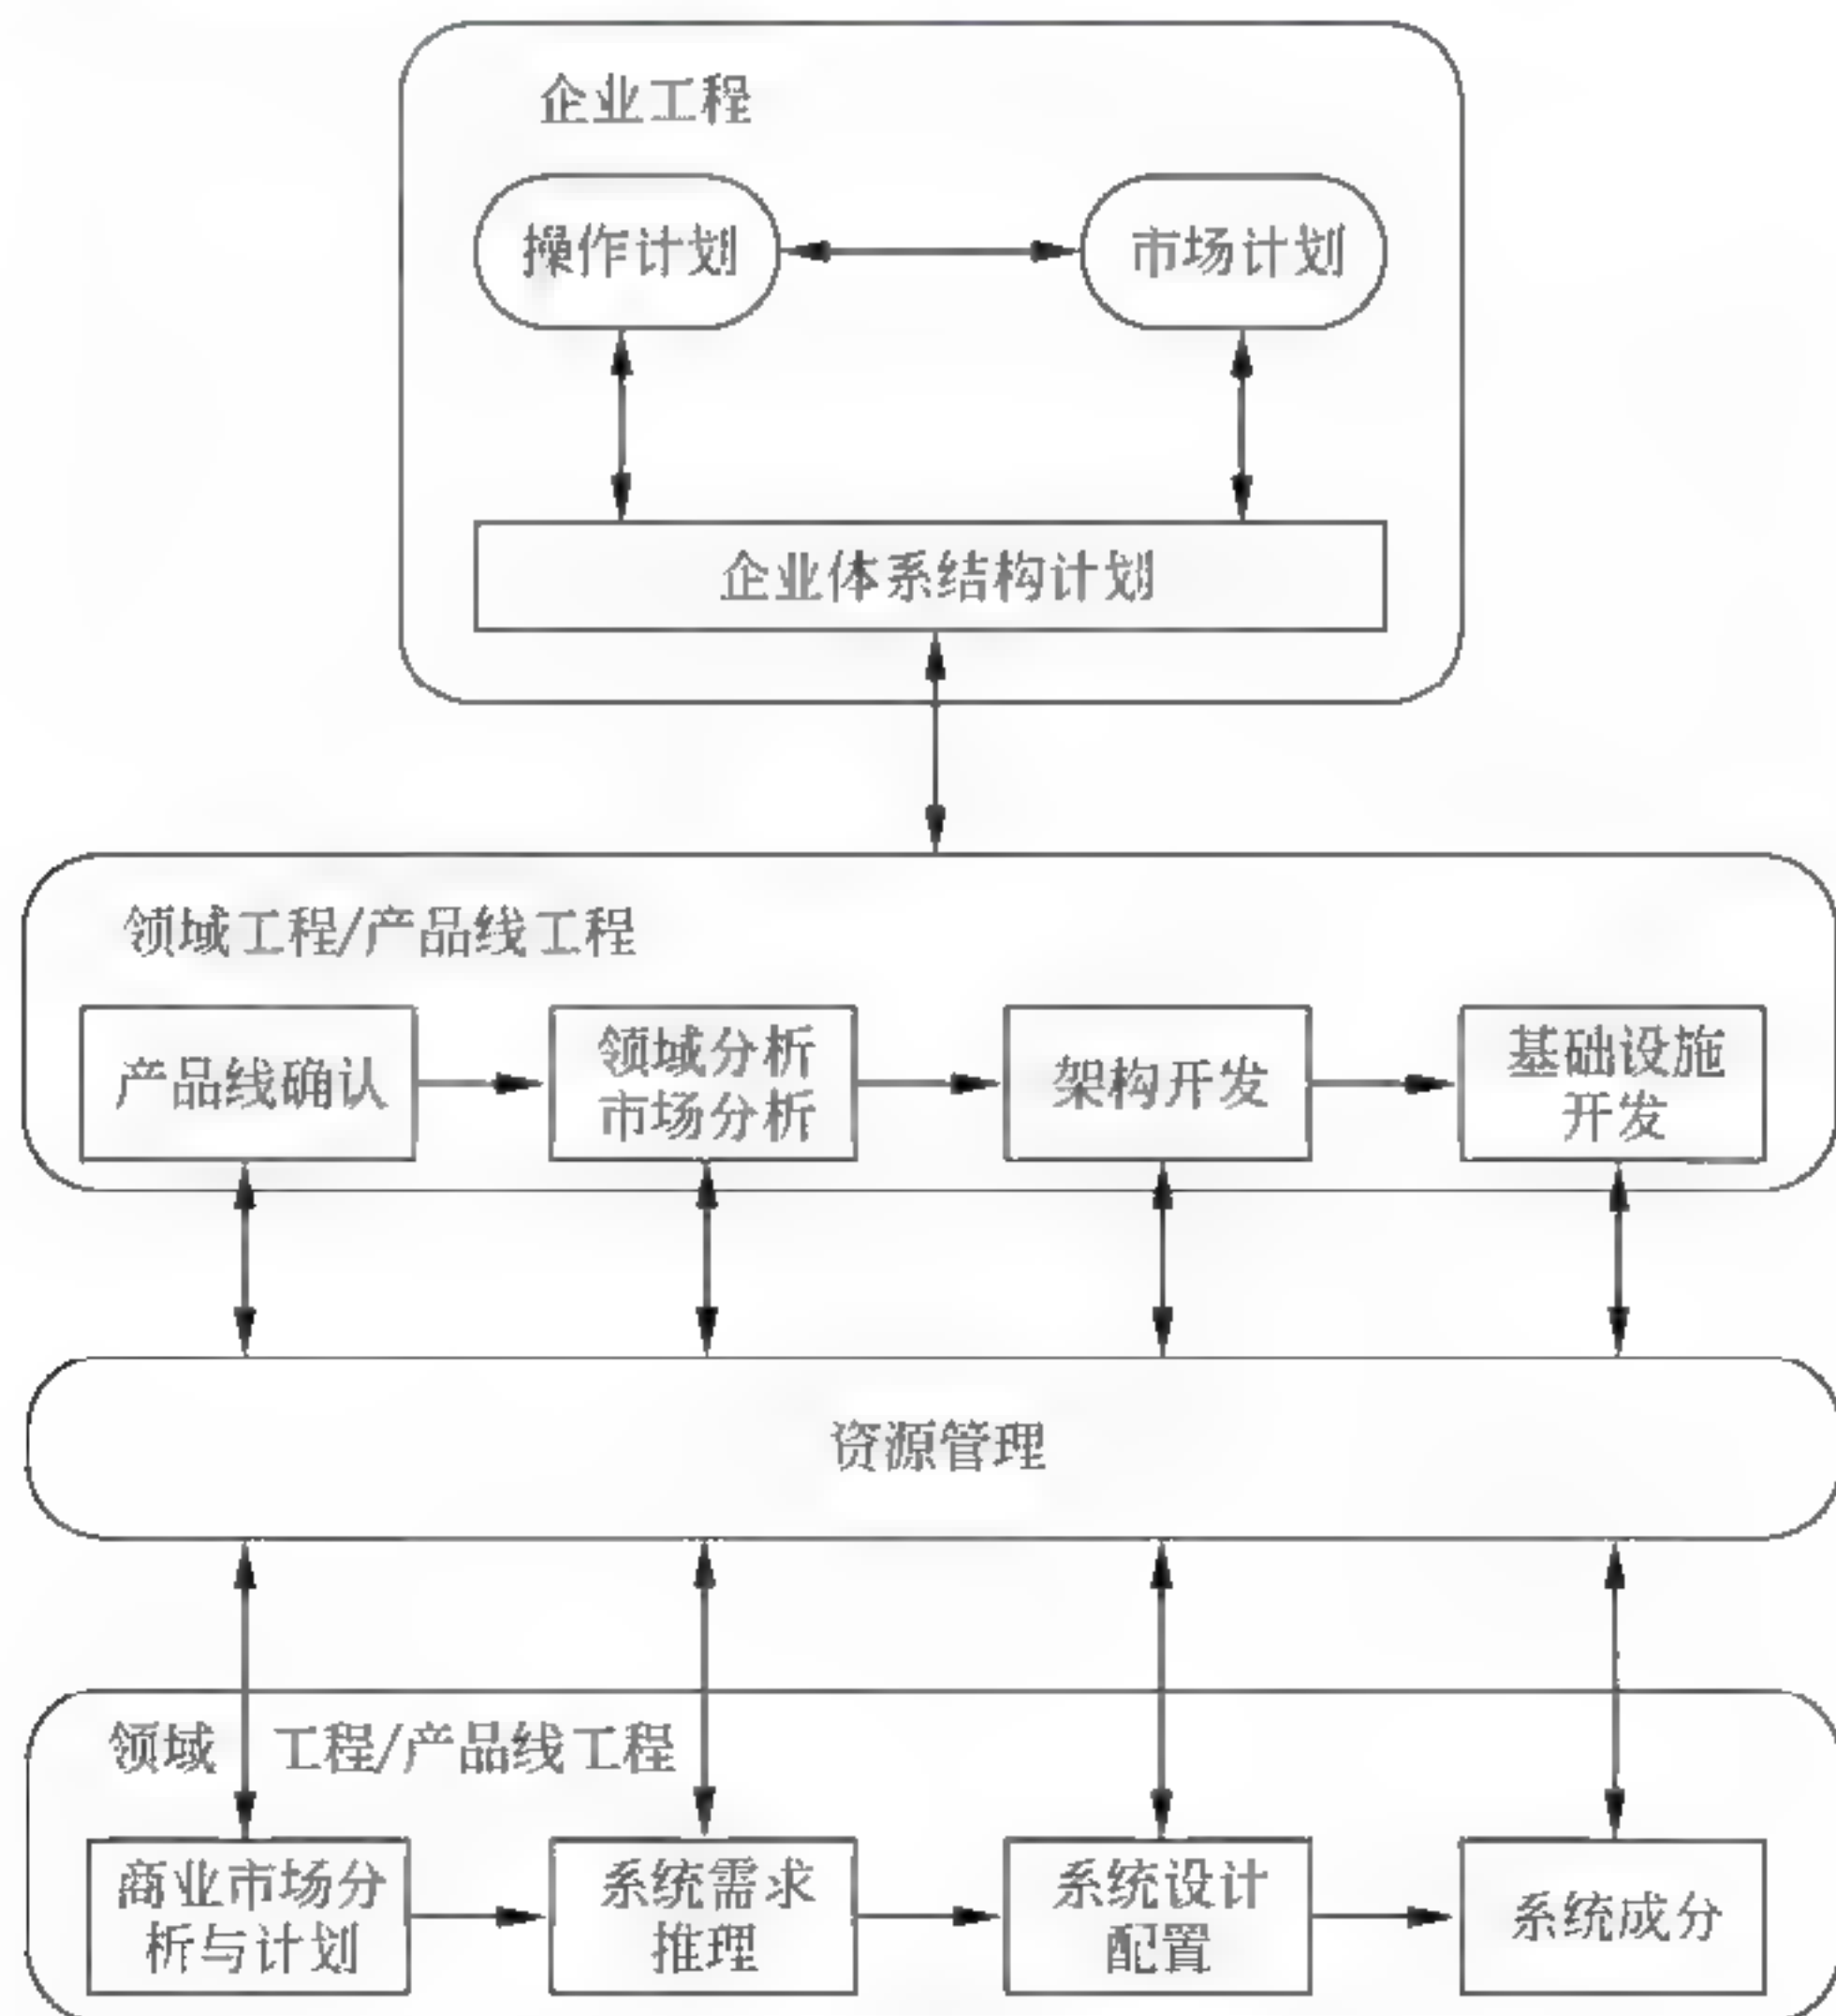 企业工程
操作计划
市场计划
企业体系结构计划
领域工程/产品线工程
产品线确认
领域分析
市场分析
架构开发
基础设施
开发
资源管理
领域 工程/产品线工程
商业市场分
析与计划
系统需求
推理
系统设计
配置
系统成分